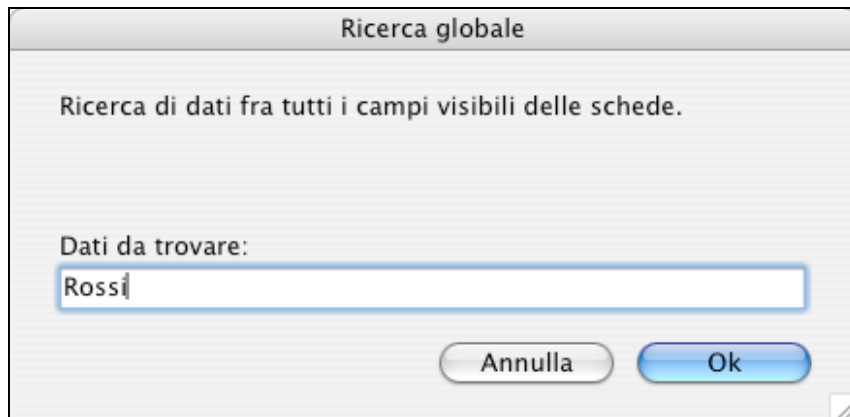 Ricerca globale
Ricerca di dati fra tutti i campi visibili delle schede.
Dati da trovare:
Rossi
Annulla Ok